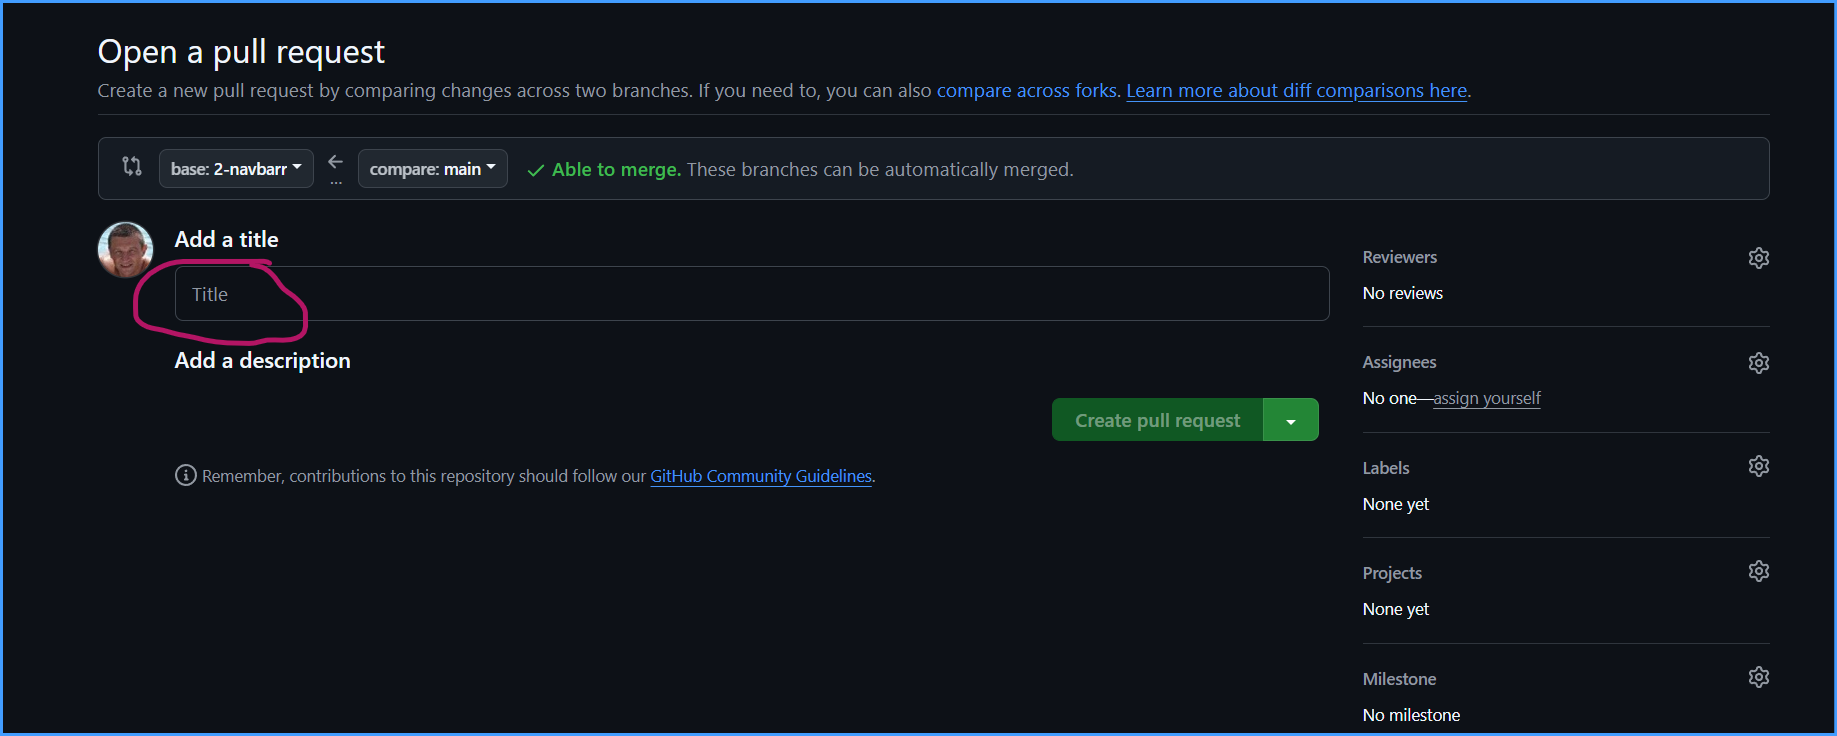 Open a pull request
Create a new pull request by comparing changes across two branches. If you need to, you can also compare across forks. Learn more about diff comparisons here.
base: 2-navbarr
...
compare: main
Able to merge. These branches can be automatically merged.
Add a title
Title
Add a description
Create pull request
Remember, contributions to this repository should follow our GitHub Community Guidelines.
Reviewers
No reviews
Assignees
No one—assign yourself
Labels
None yet
Projects
None yet
Milestone
No milestone